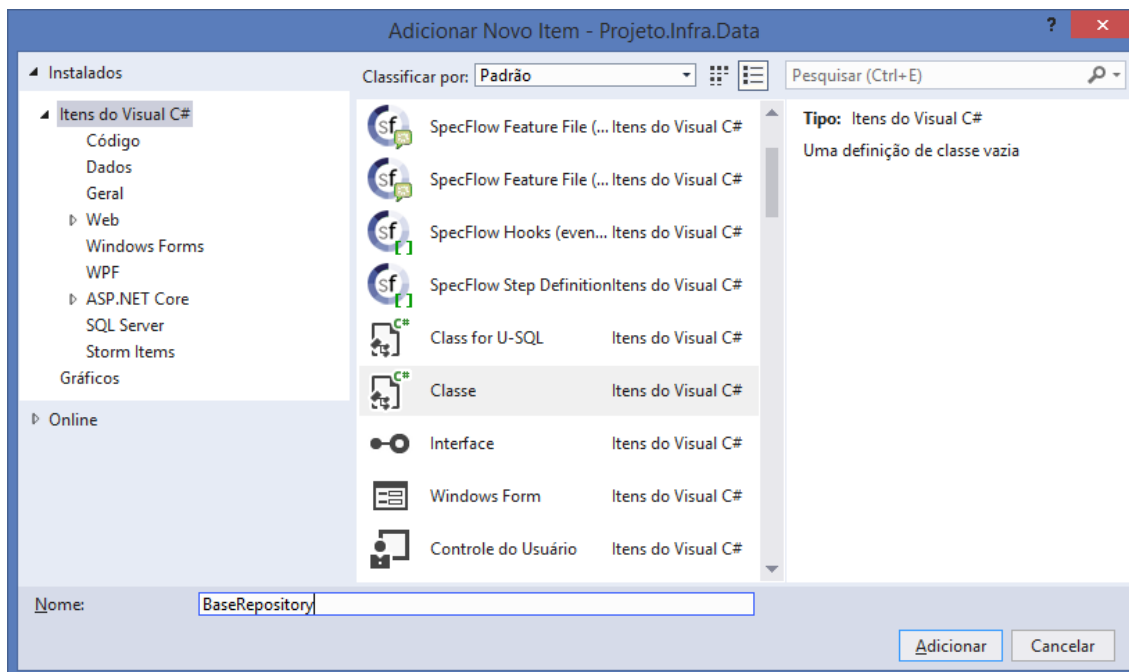 Adicionar Novo Item - Projeto.Infra.Data
?
×
Instalados
Classificar por: Padrão
Pesquisar (Ctrl+E)
Itens do Visual C#
Código
Dados
Geral
Web
Windows Forms
WPF
ASP.NET Core
SQL Server
Storm Items
Gráficos
Online
SpecFlow Feature File (... Itens do Visual C#
SpecFlow Feature File (... Itens do Visual C#
SpecFlow Hooks (even... Itens do Visual C#
SpecFlow Step DefinitionItens do Visual C#
Class for U-SQL Itens do Visual C#
Classe Itens do Visual C#
Interface Itens do Visual C#
Windows Form Itens do Visual C#
Controle do Usuário Itens do Visual C#
Tipo: Itens do Visual C#
Uma definição de classe vazia
Nome: BaseRepository
Adicionar Cancelar